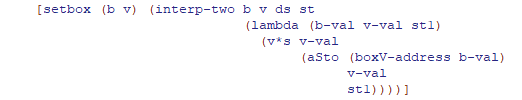 [setbox (b v) (interp-two b v ds st
(lambda (b-val v-val st1)
(v*s v-val
(aSto (boxV-address b-val)
v-val
st1))))]